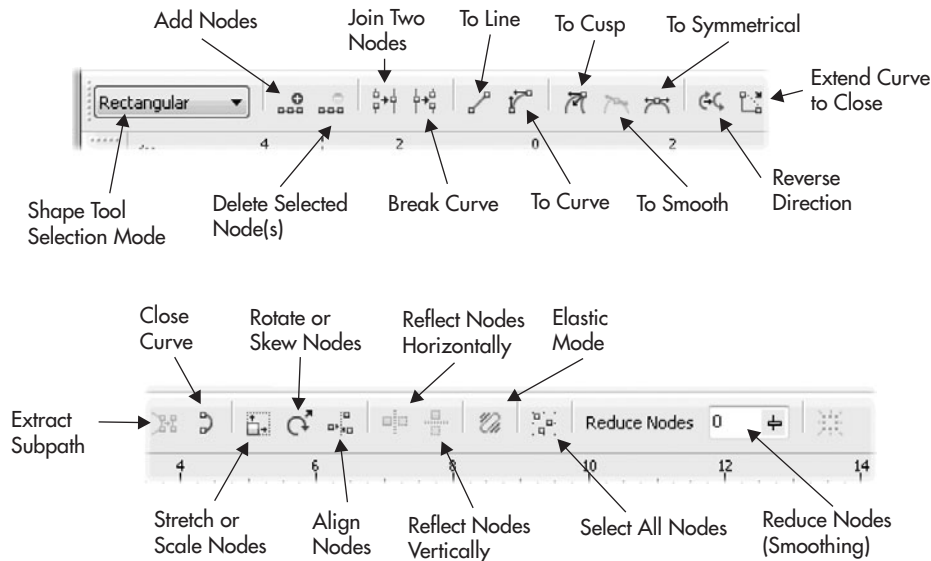 Add Nodes
Join Two
Nodes
To Line
To Cusp
To Symmetrical
Extend Curve
to Close
Rectangular
4
2
0
2
Shape Tool
Selection Mode
Delete Selected
Node(s)
Break Curve
To Curve
To Smooth
Reverse
Direction
Close
Curve
Rotate or
Skew Nodes
Reflect Nodes
Horizontally
Elastic
Mode
Extract
Subpath
Reduce Nodes
0
4
6
8
10
12
14
Stretch or
Scale Nodes
Align
Nodes
Reflect Nodes
Vertically
Select All Nodes
Reduce Nodes
(Smoothing)